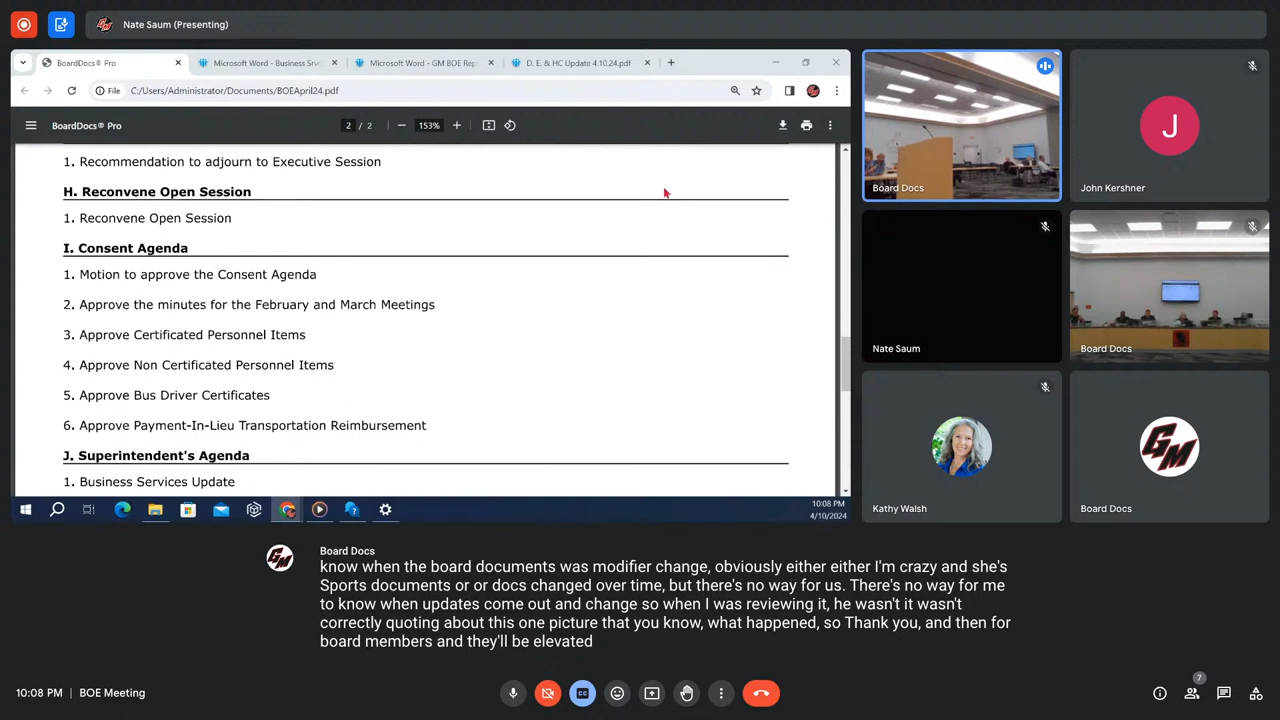 Nate Saum (Presenting)
BoardDocs® Pro
Microsoft Word - Business Srvc
Microsoft Word - GM BOE Rep
D. E. & HC Update 4.10.24.pdf
File
C:/Users/Administrator/Documents/BOEApril24.pdf
BoardDocs® Pro
2 / 2
153%
1. Recommendation to adjourn to Executive Session
H. Reconvene Open Session
1. Reconvene Open Session
I. Consent Agenda
1. Motion to approve the Consent Agenda
2. Approve the minutes for the February and March Meetings
3. Approve Certificated Personnel Items
4. Approve Non Certificated Personnel Items
5. Approve Bus Driver Certificates
6. Approve Payment-In-Lieu Transportation Reimbursement
J. Superintendent's Agenda
1. Business Services Update
10:08 PM
4/10/2024
Board Docs
J
John Kershner
Nate Saum
Board Docs
Kathy Walsh
GM
Board Docs
Board Docs
know when the board documents was modifier change, obviously either either I'm crazy and she's
Sports documents or or docs changed over time, but there's no way for us. There's no way for me
to know when updates come out and change so when I was reviewing it, he wasn't it wasn't
correctly quoting about this one picture that you know, what happened, so Thank you, and then for
board members and they'll be elevated
10:08 PM
BOE Meeting
7